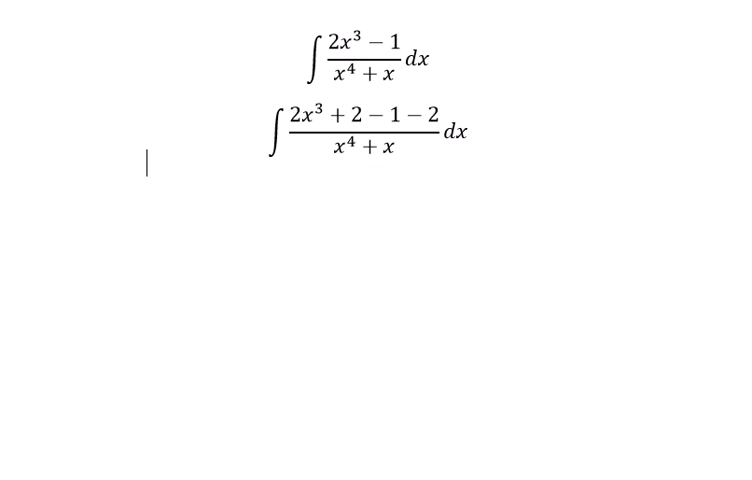 ∫ (2x³ − 1)/(x⁴ + x) dx
∫ (2x³ + 2 − 1 − 2)/(x⁴ + x) dx